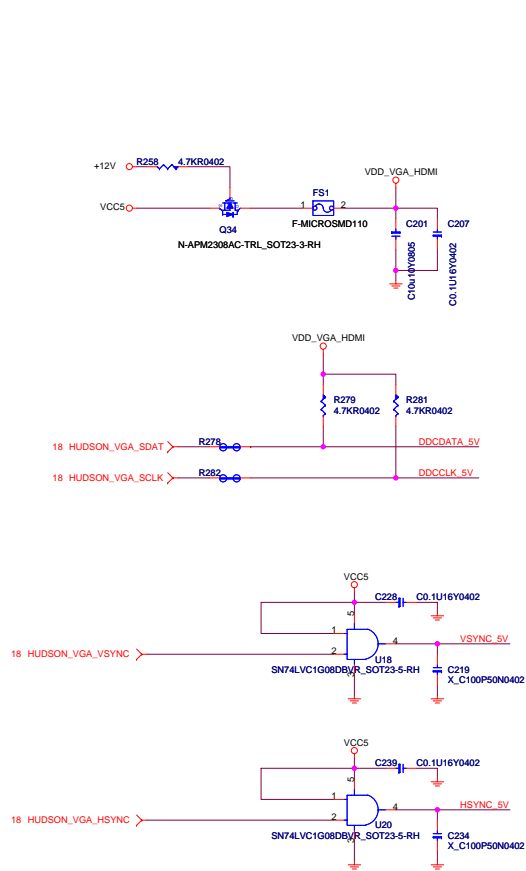 +12V R258 4.7KR0402
VDD_VGA_HDMI
VCC5 1 FS1 2
Q34 F-MICROSMD110 C201 C207
N-APM2308AC-TRL_SOT23-3-RH
C10u10Y0805
C0.1U16Y0402
VDD_VGA_HDMI
R279 R281
4.7KR0402 4.7KR0402
18 HUDSON_VGA_SDAT R278 DDCDATA_5V
18 HUDSON_VGA_SCLK R282 DDCCLK_5V
VCC5
C228 C0.1U16Y0402
5
1
4 VSYNC_5V
18 HUDSON_VGA_VSYNC 2
U18
SN74LVC1G08DBVR_SOT23-5-RH
3
C219
X_C100P50N0402
VCC5
C239 C0.1U16Y0402
5
1
4 HSYNC_5V
18 HUDSON_VGA_HSYNC 2
U20
SN74LVC1G08DBVR_SOT23-5-RH
3
C234
X_C100P50N0402